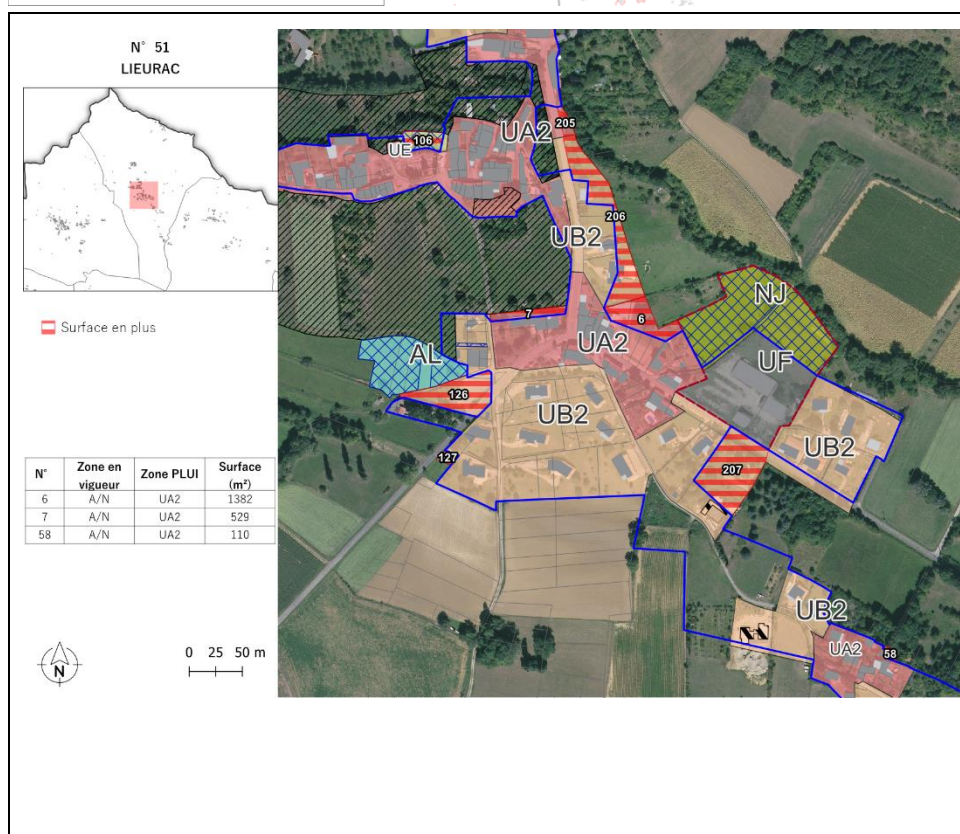 N° 51
LIEURAC
Surface en plus
N° Zone en vigueur Zone PLUI Surface (m²)
6 A/N UA2 1382
7 A/N UA2 529
58 A/N UA2 110
N
0 25 50 m
205
UA2
106
UE
206
UB2
NJ
7
6
UA2
UF
AL
126
UB2
UB2
127
207
UB2
UA2
58